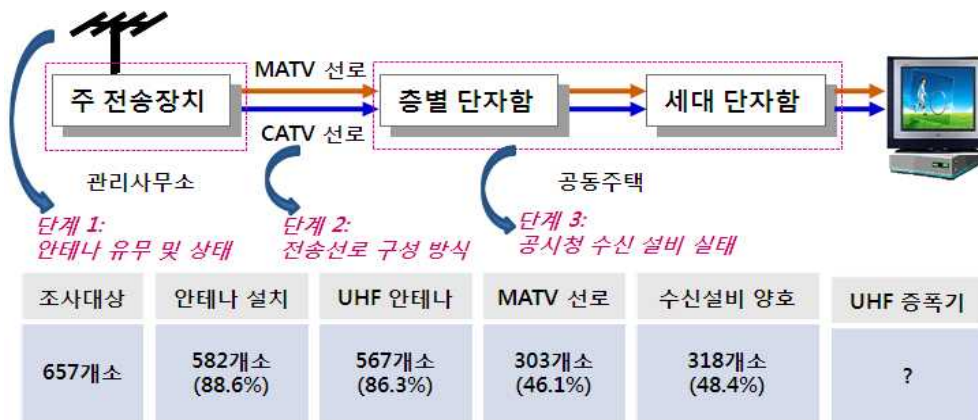 MATV 선로
주 전송장치
층별 단자함
세대 단자함
CATV 선로
관리사무소
공동주택
단계 1:
안테나 유무 및 상태
단계 2:
전송선로 구성 방식
단계 3:
공시청 수신 설비 실태
조사대상
안테나 설치
UHF 안테나
MATV 선로
수신설비 양호
UHF 증폭기
657개소
582개소
(88.6%)
567개소
(86.3%)
303개소
(46.1%)
318개소
(48.4%)
?